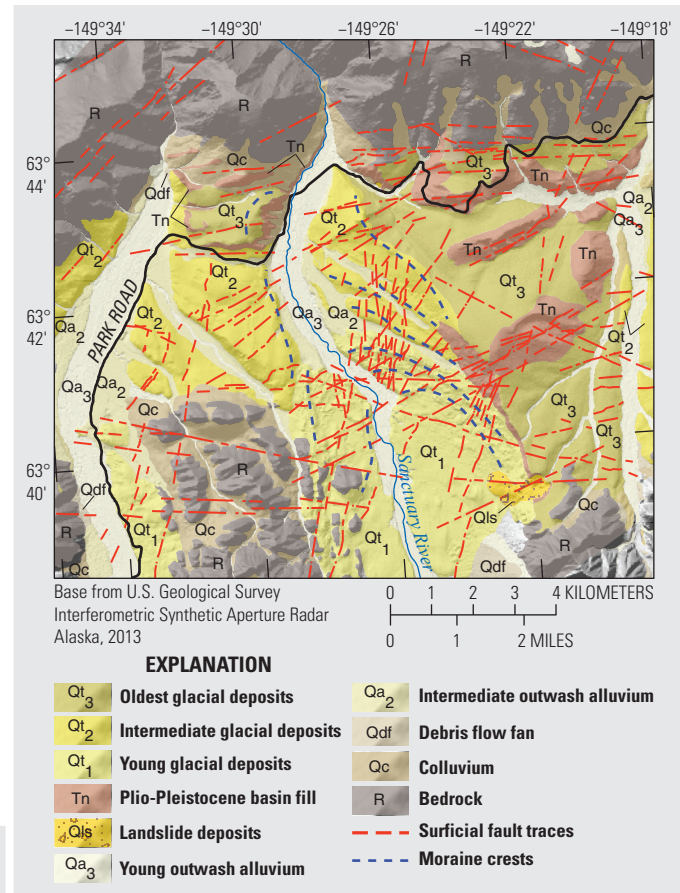 −149°34' −149°30' −149°26' −149°22' −149°18'
R
R
R
R
Qc
Tn
Qc
63°
44'
Qdf
Tn
Qt3
Qt3
Tn
Qa2
Qa3
Qt2
Qt2
Qt2
Tn
Qt3
63°
42'
PARK ROAD
Qt2
Qa3
Qa2
Tn
Qt2
Qa2
Qa3
Qa2
Qc
Qt3
Qt3
R
Qt1
63°
40'
Sanctuary River
Qdf
Qls
Qc
R
Qt1
Qc
Qt1
Qdf
R
Qc
Base from U.S. Geological Survey
Interferometric Synthetic Aperture Radar
Alaska, 2013
0 1 2 3 4 KILOMETERS
0 1 2 MILES
EXPLANATION
Qt3 Oldest glacial deposits
Qt2 Intermediate glacial deposits
Qt1 Young glacial deposits
Tn Plio-Pleistocene basin fill
Qls Landslide deposits
Qa3 Young outwash alluvium
Qa2 Intermediate outwash alluvium
Qdf Debris flow fan
Qc Colluvium
R Bedrock
Surficial fault traces
Moraine crests